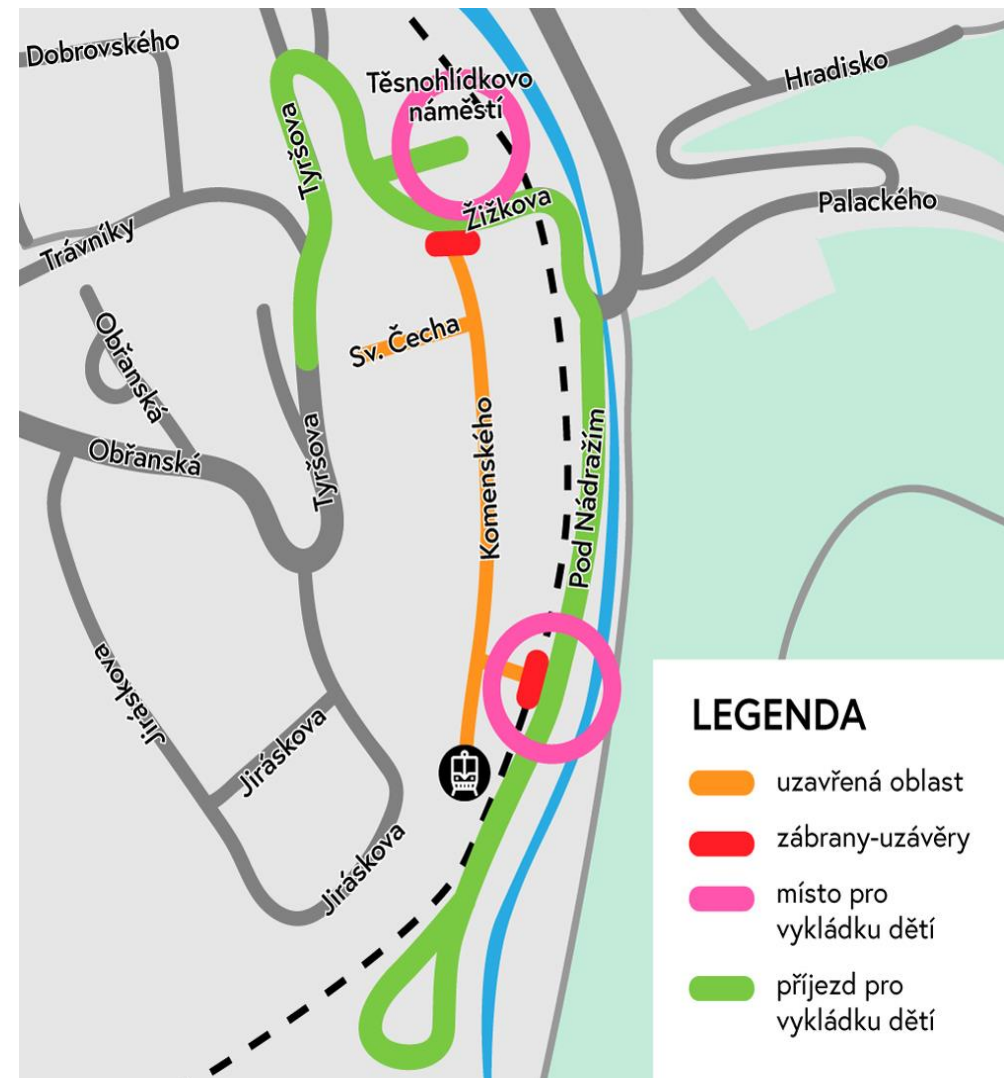 Dobrovského
Těsnohlídkovo
náměstí
Hradisko
Tyršova
Žižkova
Palackého
Trávníky
Obřanská
Sv. Čecha
Obřanská
Tyršova
Komenského
Pod Nádražím
Jiráskova
Jiráskova
Jiráskova
LEGENDA
uzavřená oblast
zábrany-uzávěry
místo pro
vykládku dětí
příjezd pro
vykládku dětí